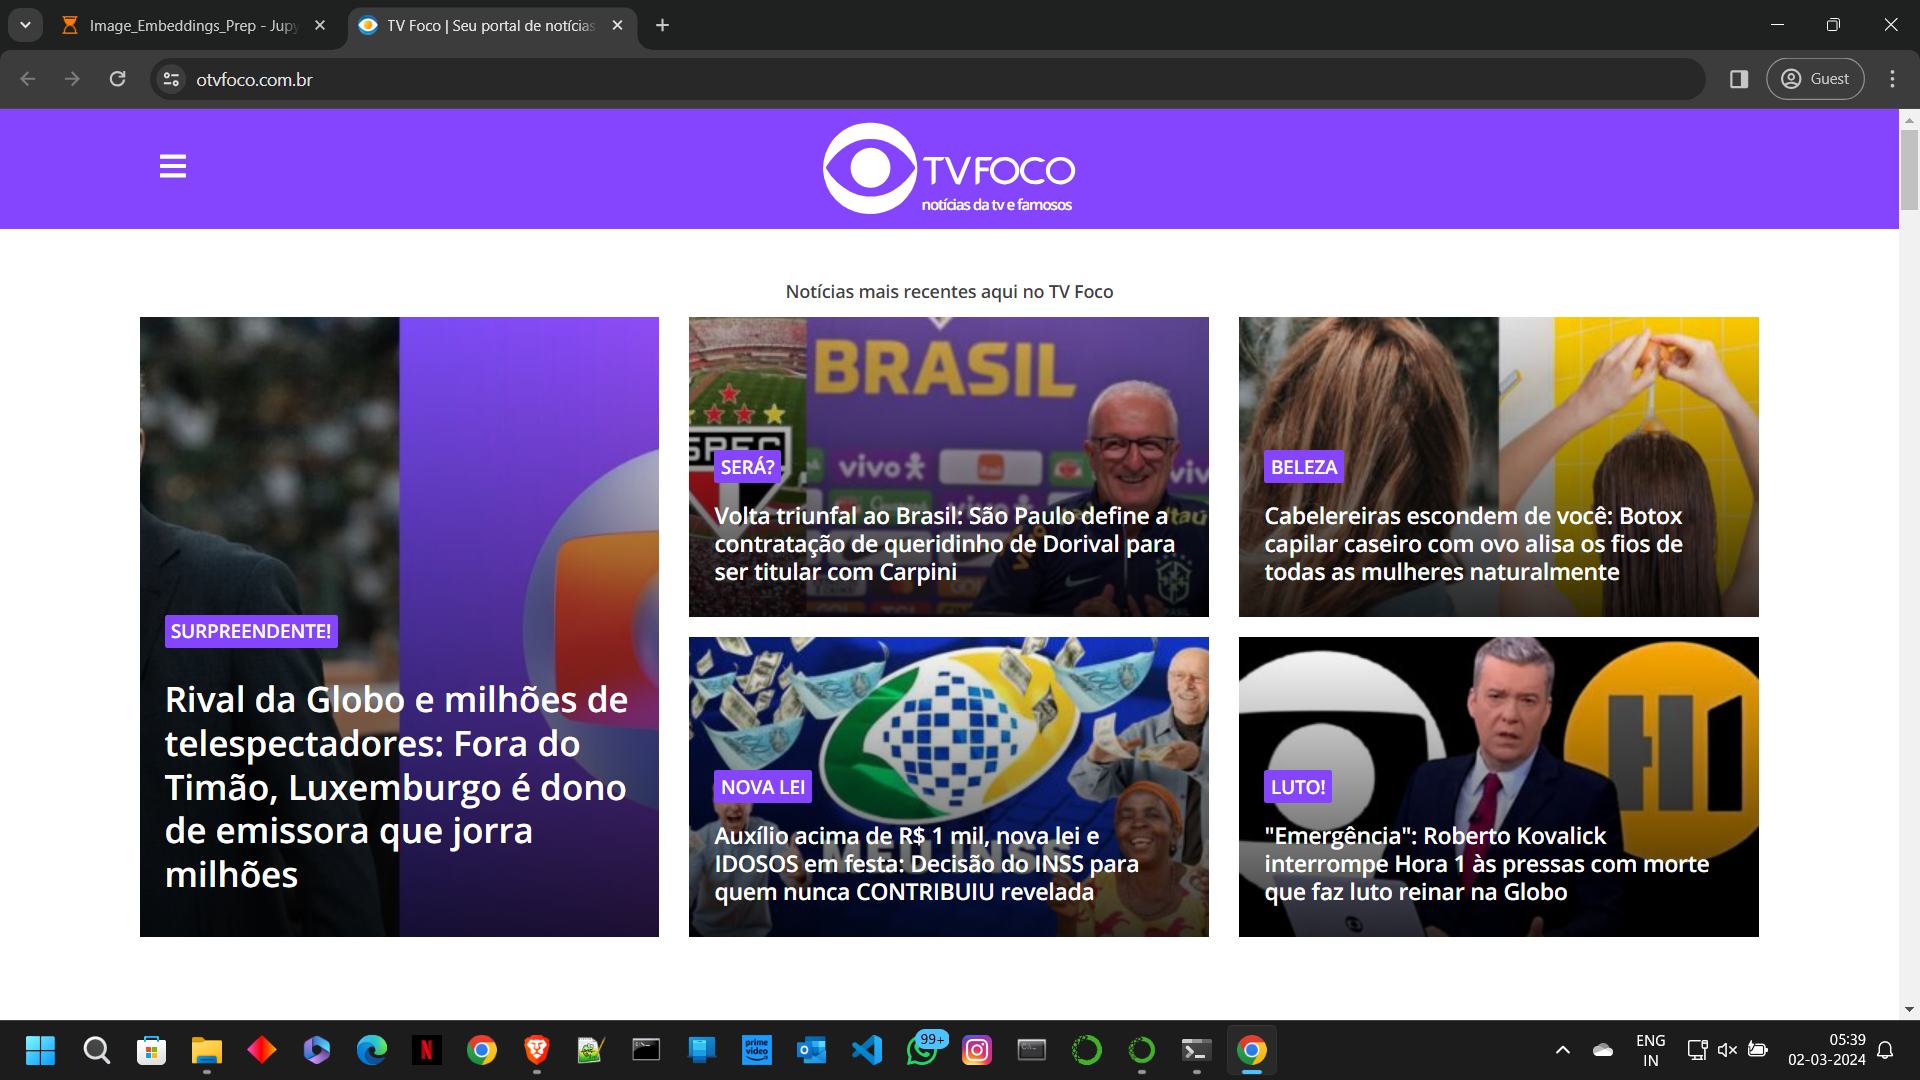 Image_Embeddings_Prep - Jupy
TV Foco | Seu portal de notícias
otvfoco.com.br
Guest
TV FOCO
notícias da tv e famosos
Notícias mais recentes aqui no TV Foco
SURPREENDENTE!
Rival da Globo e milhões de
telespectadores: Fora do
Timão, Luxemburgo é dono
de emissora que jorra
milhões
BRASIL
SPFC
vivo
SERÁ?
Volta triunfal ao Brasil: São Paulo define a
contratação de queridinho de Dorival para
ser titular com Carpini
BELEZA
Cabelereiras escondem de você: Botox
capilar caseiro com ovo alisa os fios de
todas as mulheres naturalmente
NOVA LEI
Auxílio acima de R$ 1 mil, nova lei e
IDOSOS em festa: Decisão do INSS para
quem nunca CONTRIBUIU revelada
LUTO!
"Emergência": Roberto Kovalick
interrompe Hora 1 às pressas com morte
que faz luto reinar na Globo
prime
video
99+
ENG
IN
05:39
02-03-2024